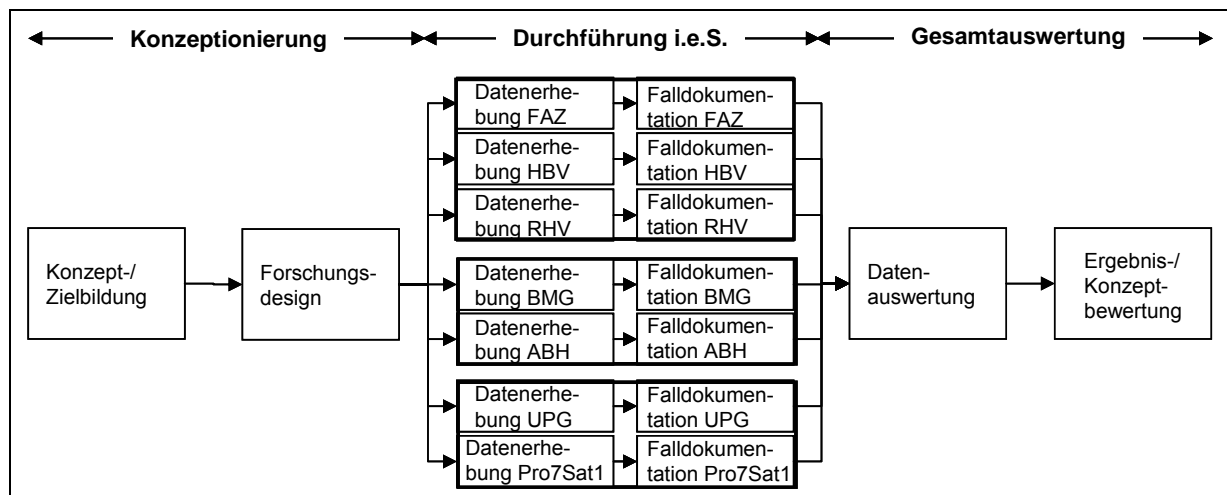 Konzeptionierung
Durchführung i.e.S.
Gesamtauswertung
Konzept-/
Zielbildung
Forschungs-
design
Datenerhe-
bung FAZ
Falldokumen-
tation FAZ
Datenerhe-
bung HBV
Falldokumen-
tation HBV
Datenerhe-
bung RHV
Falldokumen-
tation RHV
Datenerhe-
bung BMG
Falldokumen-
tation BMG
Datenerhe-
bung ABH
Falldokumen-
tation ABH
Datenerhe-
bung UPG
Falldokumen-
tation UPG
Datenerhe-
bung Pro7Sat1
Falldokumen-
tation Pro7Sat1
Daten-
auswertung
Ergebnis-/
Konzept-
bewertung